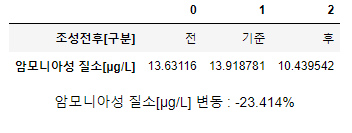 0 1 2
조성전후[구분] 전 기준 후
암모니아성 질소[µg/L] 13.63116 13.918781 10.439542
암모니아성 질소[µg/L] 변동 : -23.414%